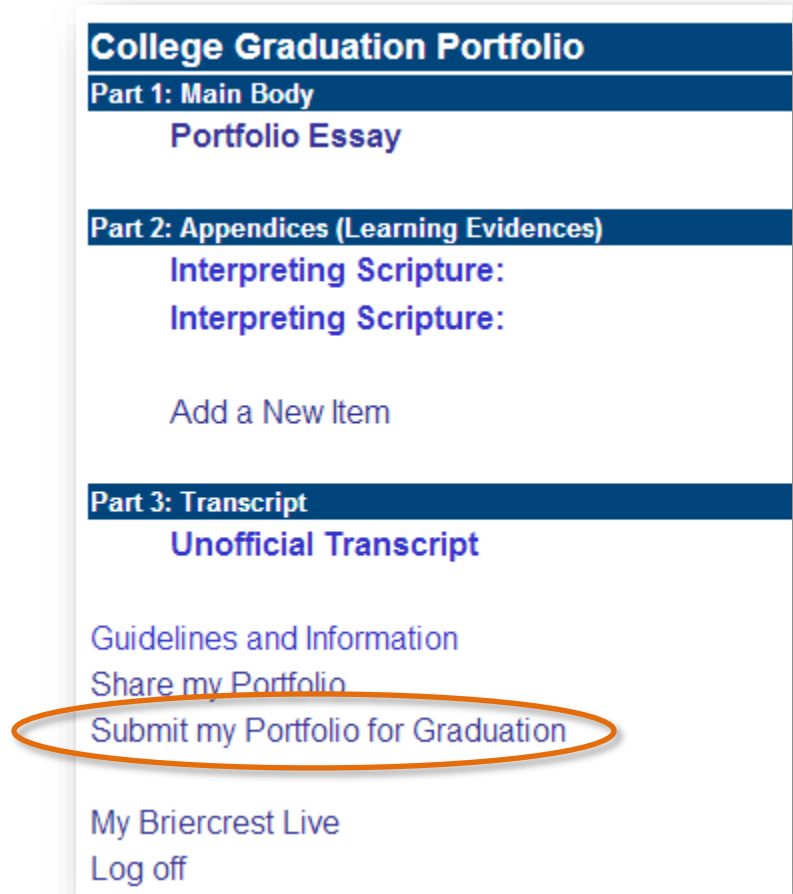 College Graduation Portfolio
Part 1: Main Body
Portfolio Essay
Part 2: Appendices (Learning Evidences)
Interpreting Scripture:
Interpreting Scripture:
Add a New Item
Part 3: Transcript
Unofficial Transcript
Guidelines and Information
Share my Portfolio
Submit my Portfolio for Graduation
My Briercrest Live
Log off